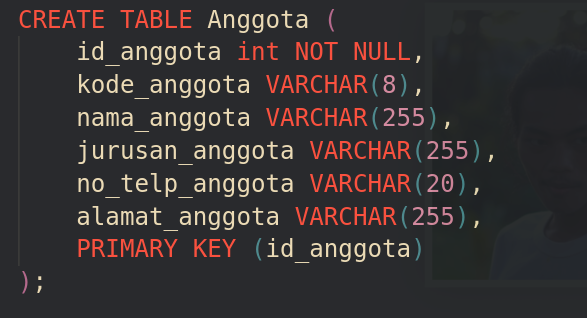 CREATE TABLE Anggota (
id_anggota int NOT NULL,
kode_anggota VARCHAR(8),
nama_anggota VARCHAR(255),
jurusan_anggota VARCHAR(255),
no_telp_anggota VARCHAR(20),
alamat_anggota VARCHAR(255),
PRIMARY KEY (id_anggota)
);